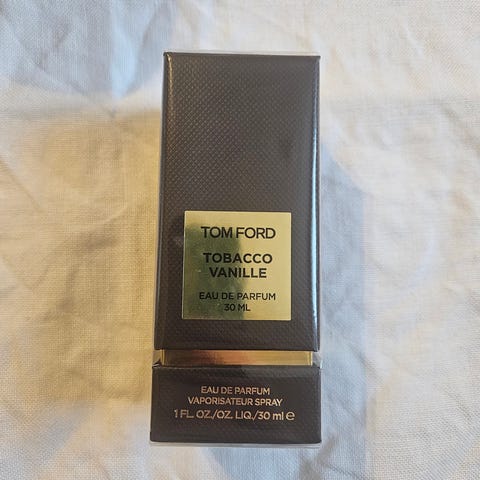 TOM FORD
TOBACCO
VANILLE
EAU DE PARFUM
30 ML
EAU DE PARFUM
VAPORISATEUR SPRAY
1 FL. OZ./OZ. LIQ./30 ml e